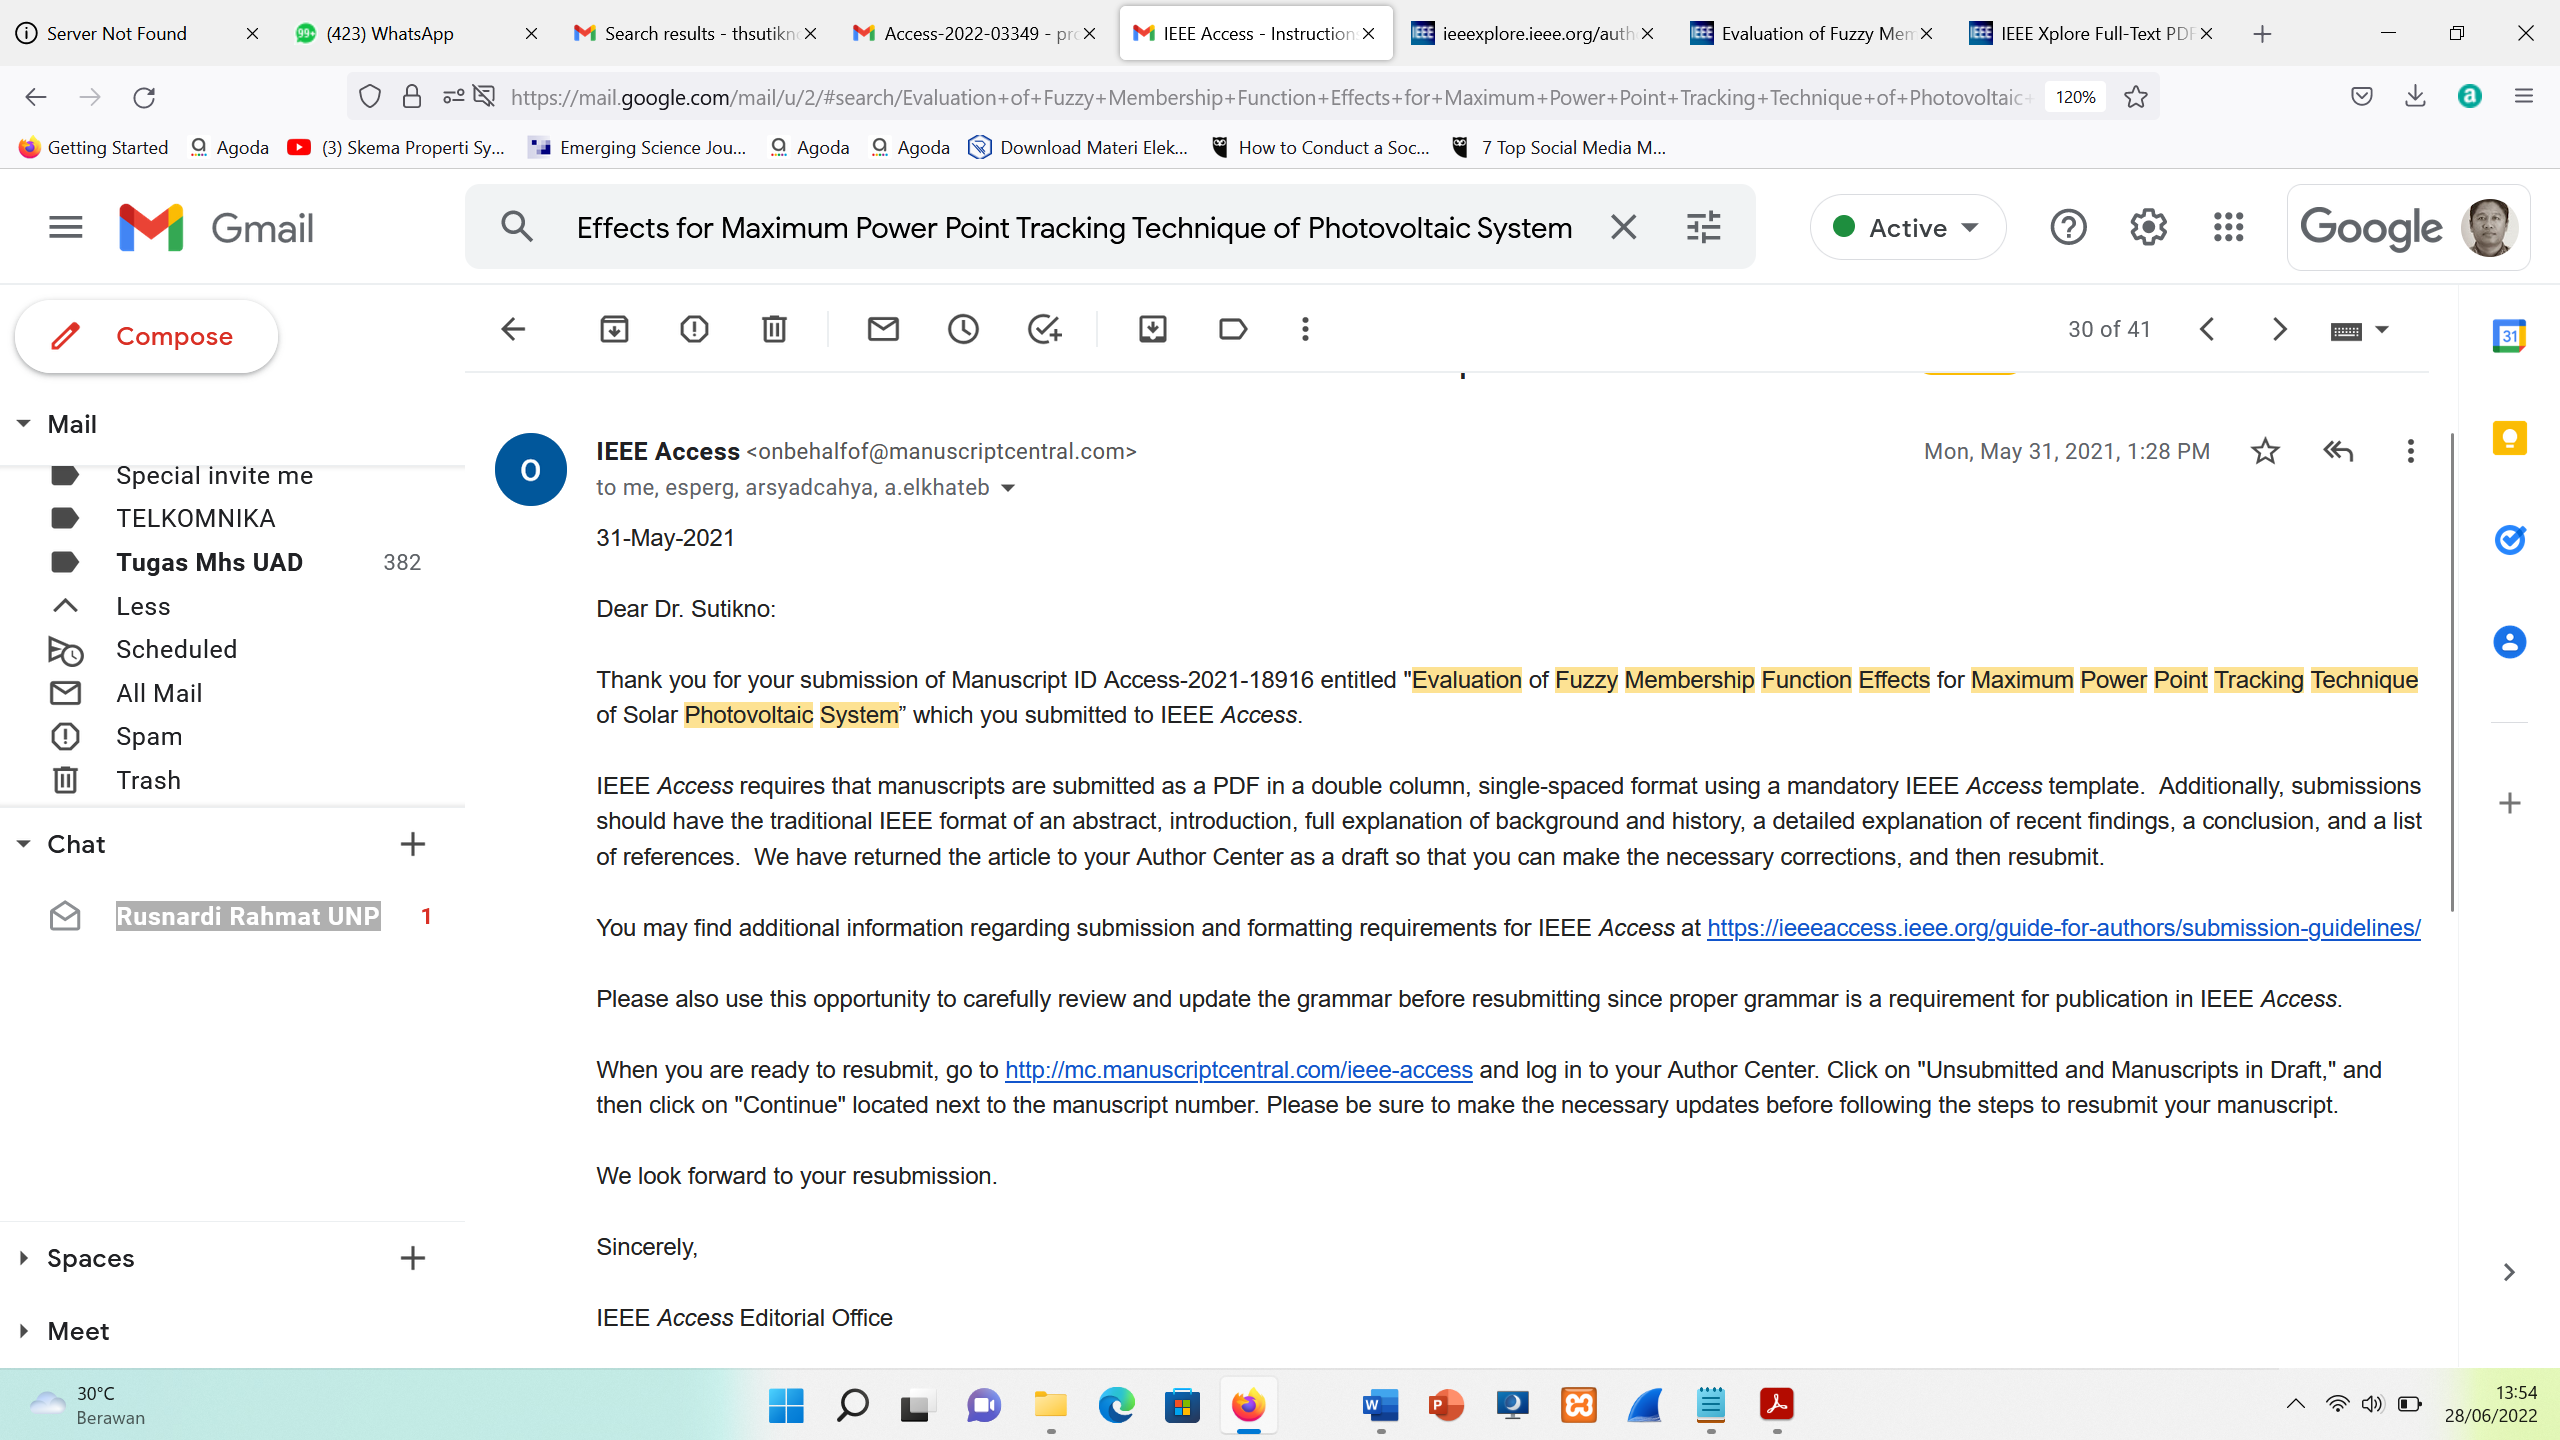 Server Not Found
(423) WhatsApp
Search results - thsutikn
Access-2022-03349 - pr
IEEE Access - Instruction
ieeexplore.ieee.org/auth
Evaluation of Fuzzy Mem
IEEE Xplore Full-Text PDF
https://mail.google.com/mail/u/2/#search/Evaluation+of+Fuzzy+Membership+Function+Effects+for+Maximum+Power+Point+Tracking+Technique+of+Photovoltaic+
120%
Getting Started
Agoda
(3) Skema Properti Sy...
Emerging Science Jou...
Agoda
Agoda
Download Materi Elek...
How to Conduct a Soc...
7 Top Social Media M...
Gmail
Effects for Maximum Power Point Tracking Technique of Photovoltaic System
Active
Google
Compose
30 of 41
Mail
Special invite me
TELKOMNIKA
Tugas Mhs UAD 382
Less
Scheduled
All Mail
Spam
Trash
Chat
Rusnardi Rahmat UNP 1
Spaces
Meet
O
IEEE Access <onbehalfof@manuscriptcentral.com>
Mon, May 31, 2021, 1:28 PM
to me, esperg, arsyadcahya, a.elkhateb
31-May-2021
Dear Dr. Sutikno:
Thank you for your submission of Manuscript ID Access-2021-18916 entitled "Evaluation of Fuzzy Membership Function Effects for Maximum Power Point Tracking Technique
of Solar Photovoltaic System” which you submitted to IEEE Access.
IEEE Access requires that manuscripts are submitted as a PDF in a double column, single-spaced format using a mandatory IEEE Access template.  Additionally, submissions
should have the traditional IEEE format of an abstract, introduction, full explanation of background and history, a detailed explanation of recent findings, a conclusion, and a list
of references.  We have returned the article to your Author Center as a draft so that you can make the necessary corrections, and then resubmit.
You may find additional information regarding submission and formatting requirements for IEEE Access at https://ieeeaccess.ieee.org/guide-for-authors/submission-guidelines/
Please also use this opportunity to carefully review and update the grammar before resubmitting since proper grammar is a requirement for publication in IEEE Access.
When you are ready to resubmit, go to http://mc.manuscriptcentral.com/ieee-access and log in to your Author Center. Click on "Unsubmitted and Manuscripts in Draft," and
then click on "Continue" located next to the manuscript number. Please be sure to make the necessary updates before following the steps to resubmit your manuscript.
We look forward to your resubmission.
Sincerely,
IEEE Access Editorial Office
31
30°C
Berawan
13:54
28/06/2022